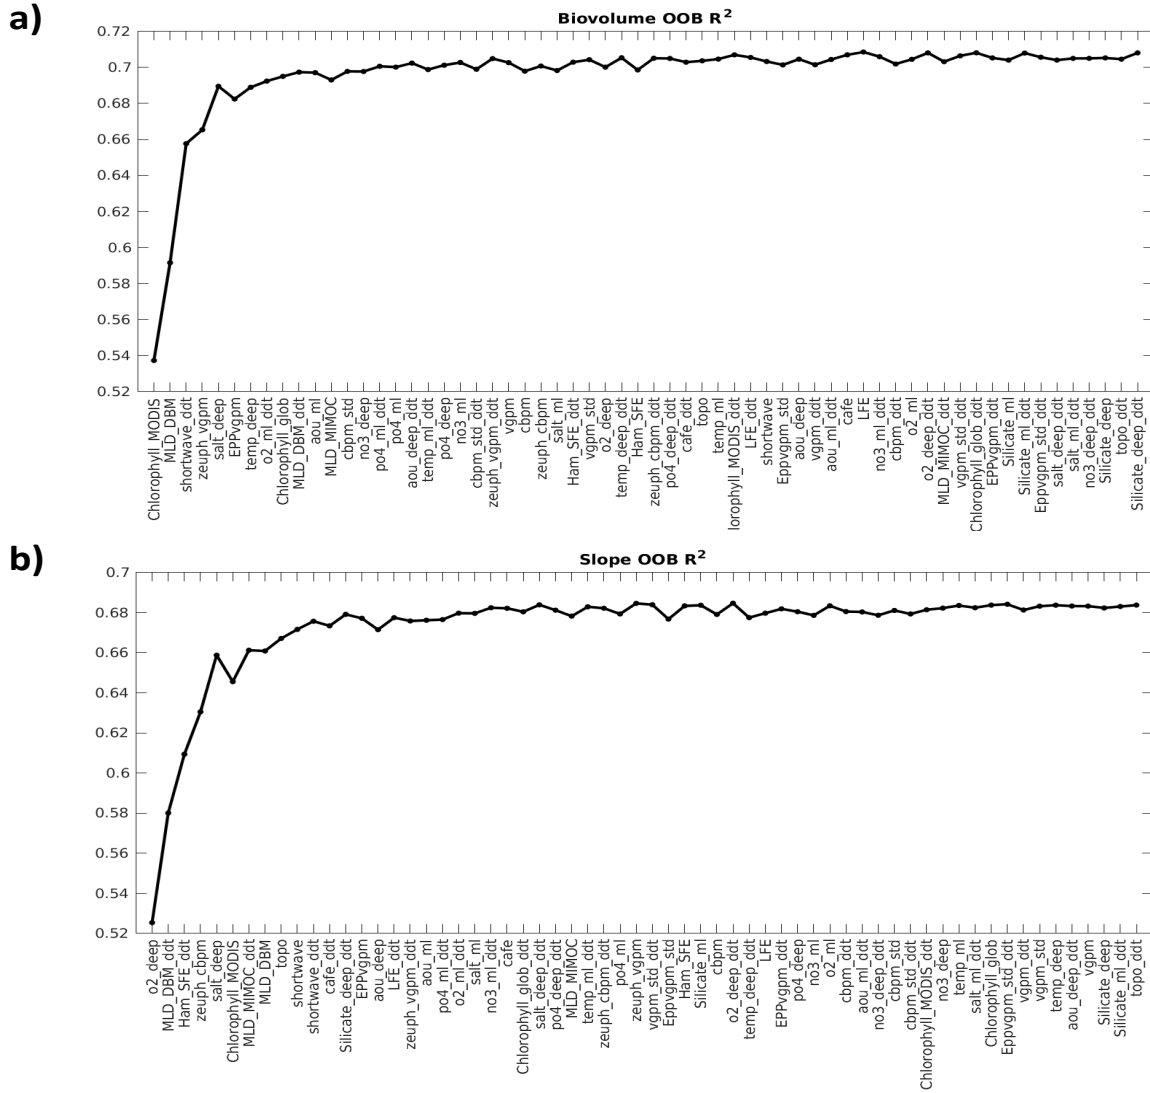 a)
Biovolume OOB R²
0.72
0.7
0.68
0.66
0.64
0.62
0.6
0.58
0.56
0.54
0.52
Chlorophyll_MODIS
MLD_DBM
shortwave_ddt
zeuph_vgpm
salt_deep
EPPvgpm
temp_deep
o2_ml_ddt
Chlorophyll_glob
MLD_DBM_ddt
aou_ml
MLD_MIMOC
cbpm_std
no3_deep
po4_ml_ddt
po4_ml
aou_deep_ddt
temp_ml_ddt
po4_deep
no3_ml
cbpm_std_ddt
zeuph_vgpm_ddt
vgpm
cbpm
zeuph_cbpm
salt_ml
Ham_SFE_ddt
vgpm_std
o2_deep
temp_deep_ddt
Ham_SFE
zeuph_cbpm_ddt
po4_deep_ddt
cafe_ddt
topo
temp_ml
lorophyll_MODIS_ddt
LFE_ddt
shortwave
Eppvgpm_std
aou_deep
vgpm_ddt
aou_ml_ddt
cafe
LFE
no3_ml_ddt
cbpm_ddt
o2_ml
o2_deep_ddt
MLD_MIMOC_ddt
vgpm_std_ddt
Chlorophyll_glob_ddt
EPPvgpm_ddt
Silicate_ml
Silicate_ml_ddt
Eppvgpm_std_ddt
salt_deep_ddt
salt_ml_ddt
no3_deep_ddt
Silicate_deep
topo_ddt
Silicate_deep_ddt
b)
Slope OOB R²
0.7
0.68
0.66
0.64
0.62
0.6
0.58
0.56
0.54
0.52
o2_deep
MLD_DBM_ddt
Ham_SFE_ddt
zeuph_cbpm
salt_deep
Chlorophyll_MODIS
MLD_MIMOC_ddt
MLD_DBM
topo
shortwave
shortwave_ddt
cafe_ddt
Silicate_deep_ddt
EPPvgpm
aou_deep
LFE_ddt
zeuph_vgpm_ddt
aou_ml
po4_ml_ddt
o2_ml_ddt
salt_ml
no3_ml_ddt
cafe
Chlorophyll_glob_ddt
salt_deep_ddt
po4_deep_ddt
MLD_MIMOC
temp_ml_ddt
zeuph_cbpm_ddt
po4_ml
zeuph_vgpm
vgpm_std_ddt
Eppvgpm_std
Ham_SFE
Silicate_ml
cbpm
o2_deep_ddt
temp_deep_ddt
LFE
EPPvgpm_ddt
po4_deep
no3_ml
o2_ml
cbpm_ddt
aou_ml_ddt
no3_deep_ddt
cbpm_std
cbpm_std_ddt
Chlorophyll_MODIS_ddt
no3_deep
temp_ml
salt_ml_ddt
Chlorophyll_glob
Eppvgpm_std_ddt
vgpm_ddt
vgpm_std
temp_deep
aou_deep_ddt
vgpm
Silicate_deep
Silicate_ml_ddt
topo_ddt